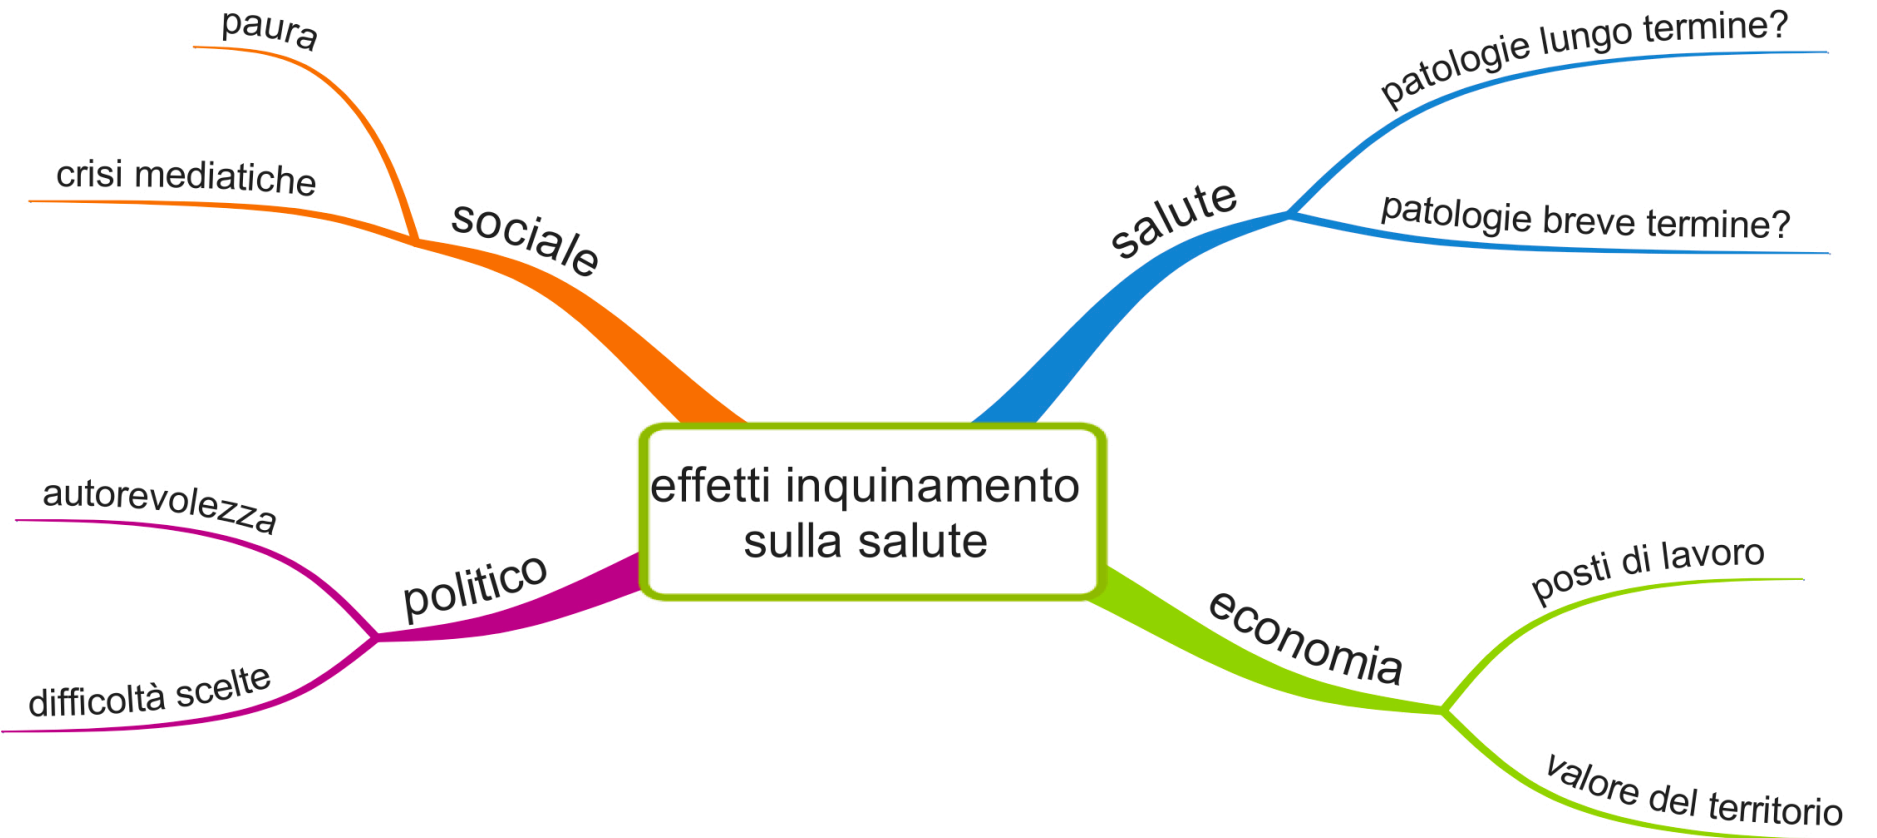 paura
crisi mediatiche
sociale
patologie lungo termine?
patologie breve termine?
salute
effetti inquinamento
sulla salute
autorevolezza
difficoltà scelte
politico
economia
posti di lavoro
valore del territorio